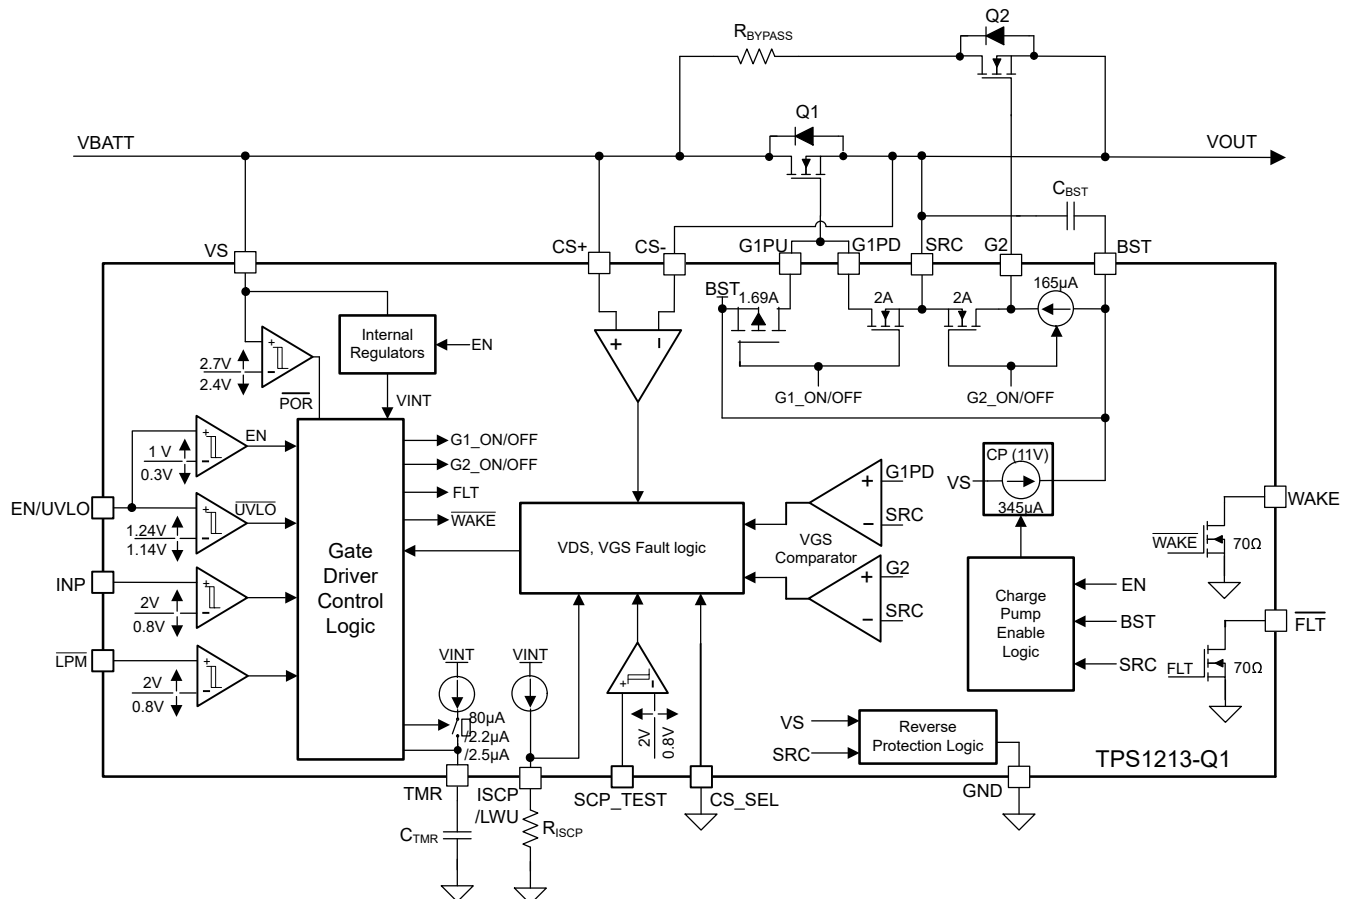 Q2
R_BYPASS
Q1
VBATT
VOUT
C_BST
VS
CS+
CS-
G1PU
G1PD
SRC
G2
BST
BST
1.69A
2A
2A
165µA
Internal
Regulators
EN
2.7V
2.4V
POR
VINT
G1_ON/OFF
G2_ON/OFF
EN
1 V
0.3V
G1_ON/OFF
G2_ON/OFF
FLT
WAKE
CP (11V)
VS
345µA
G1PD
SRC
EN/UVLO
UVLO
1.24V
1.14V
WAKE
WAKE
70Ω
Gate
Driver
Control
Logic
VDS, VGS Fault logic
VGS
Comparator
G2
SRC
INP
2V
0.8V
Charge
Pump
Enable
Logic
EN
BST
SRC
FLT
FLT
70Ω
LPM
2V
0.8V
VINT
VINT
80µA
/2.2µA
/2.5µA
2V
0.8V
VS
SRC
Reverse
Protection Logic
TPS1213-Q1
TMR
ISCP
/LWU
SCP_TEST
CS_SEL
GND
C_TMR
R_ISCP